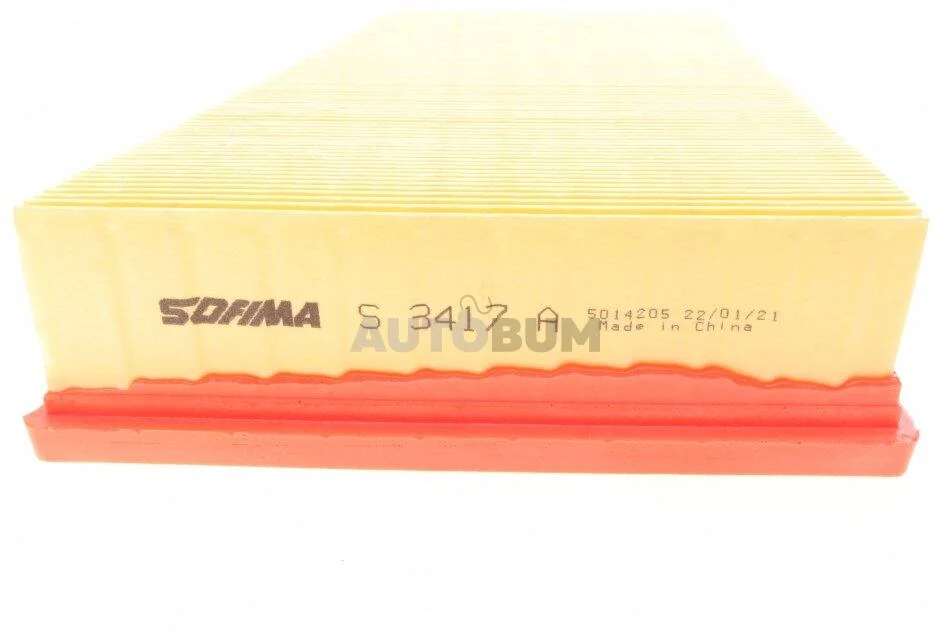 SOFIMA S 3417 A 5014205 22/01/21
Made in China
AUTOBUM